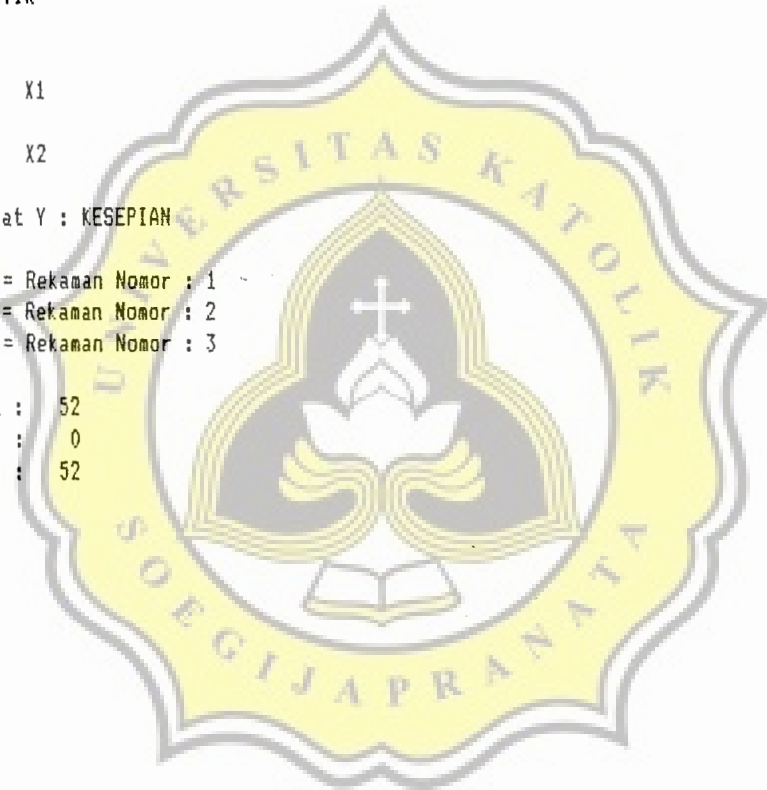 X1
X2
at Y : KESEPIAN
= Rekaman Nomor : 1
= Rekaman Nomor : 2
= Rekaman Nomor : 3
: 52
: 0
: 52
UNIVERSITAS KATOLIK
SOEGIJAPRANATA